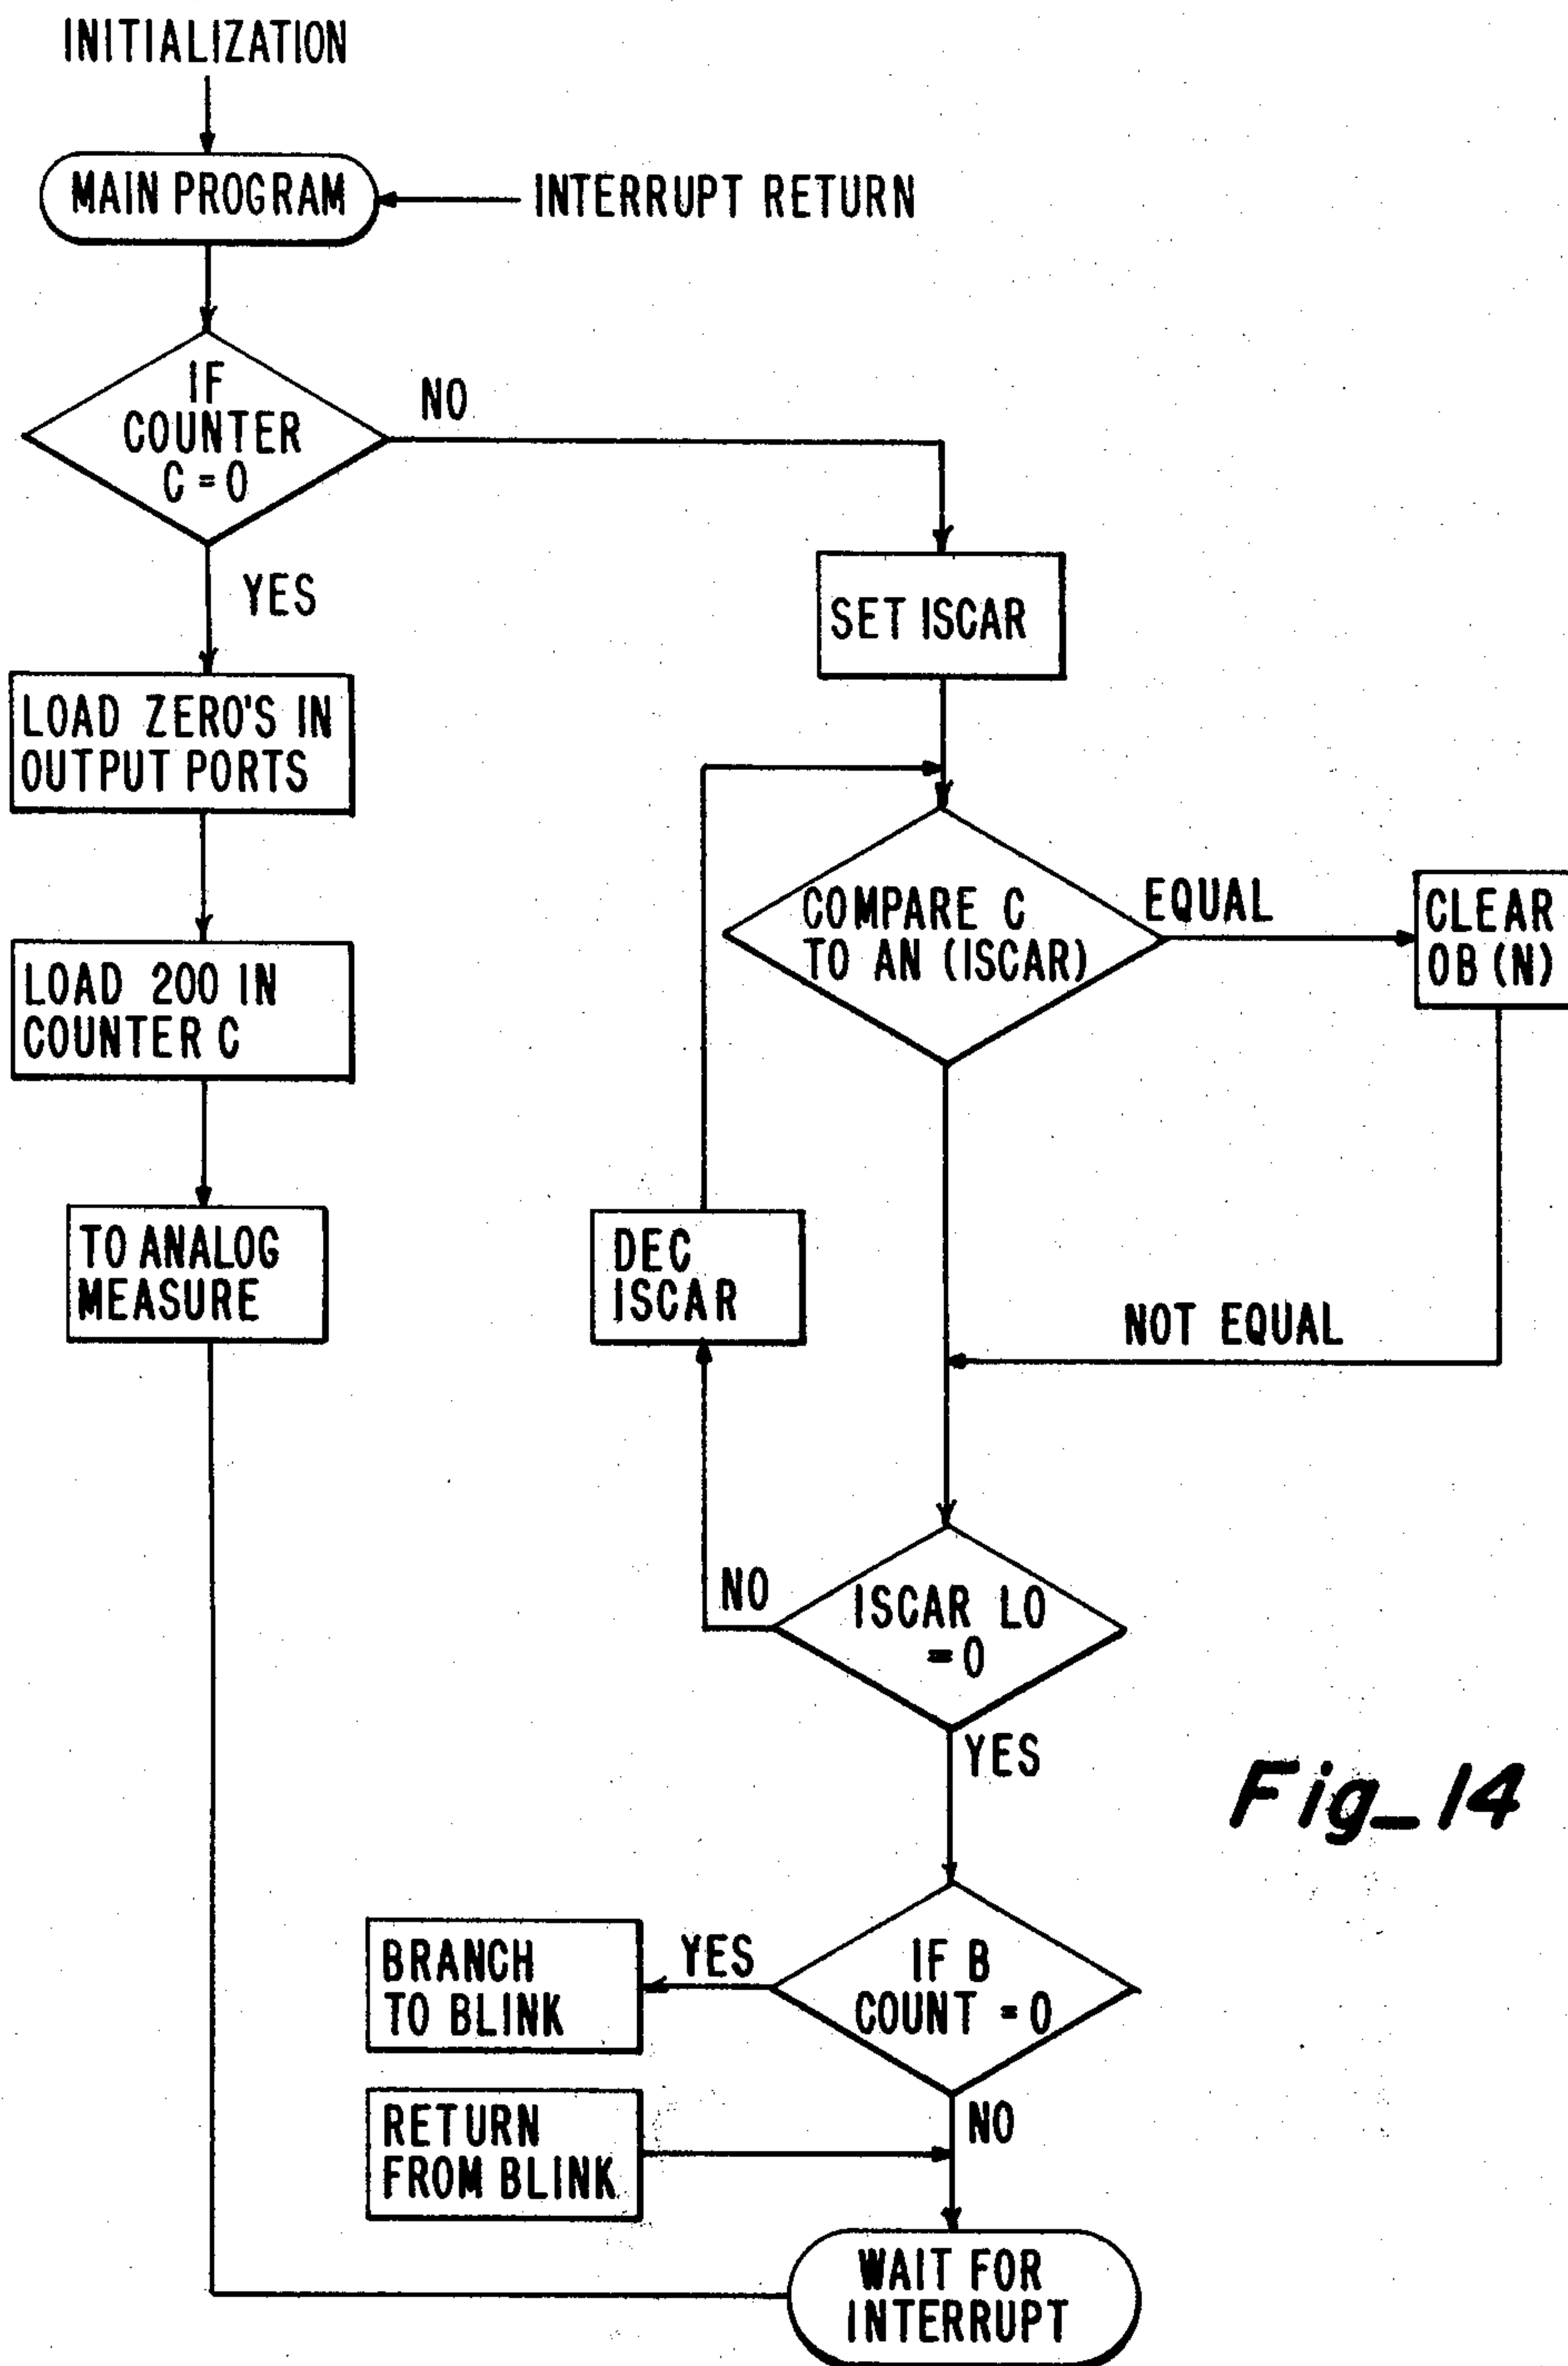 INITIALIZATION
MAIN PROGRAM
INTERRUPT RETURN
IF
COUNTER
C = 0
NO
YES
SET ISCAR
LOAD ZERO'S IN
OUTPUT PORTS
COMPARE C
TO AN (ISCAR)
EQUAL
CLEAR
OB (N)
LOAD 200 IN
COUNTER C
TO ANALOG
MEASURE
DEC
ISCAR
NOT EQUAL
NO
ISCAR LO
= 0
YES
Fig_14
BRANCH
TO BLINK
YES
IF B
COUNT = 0
RETURN
FROM BLINK
NO
WAIT FOR
INTERRUPT